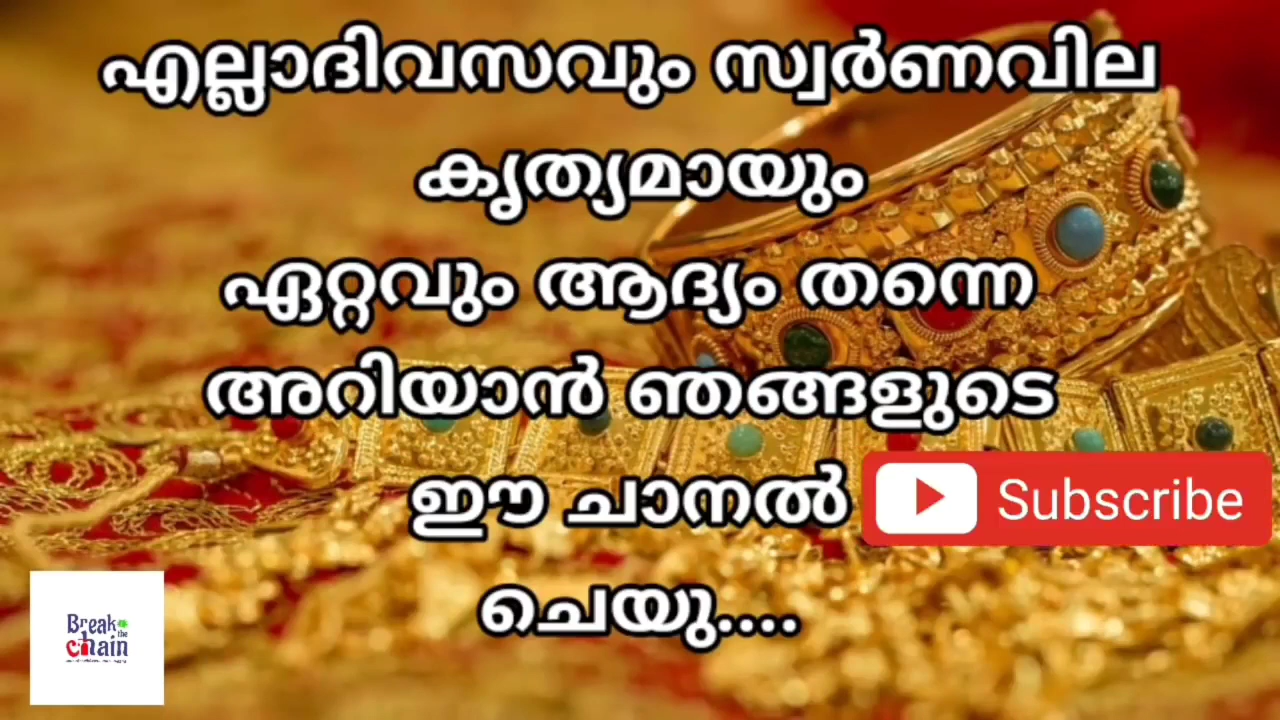 എല്ലാദിവസവും സ്വർണവില
കൃത്യമായും
ഏറ്റവും ആദ്യം തന്നെ
അറിയാൻ ഞങ്ങളുടെ
ഈ ചാനൽ Subscribe
ചെയു....
Break
the
chain